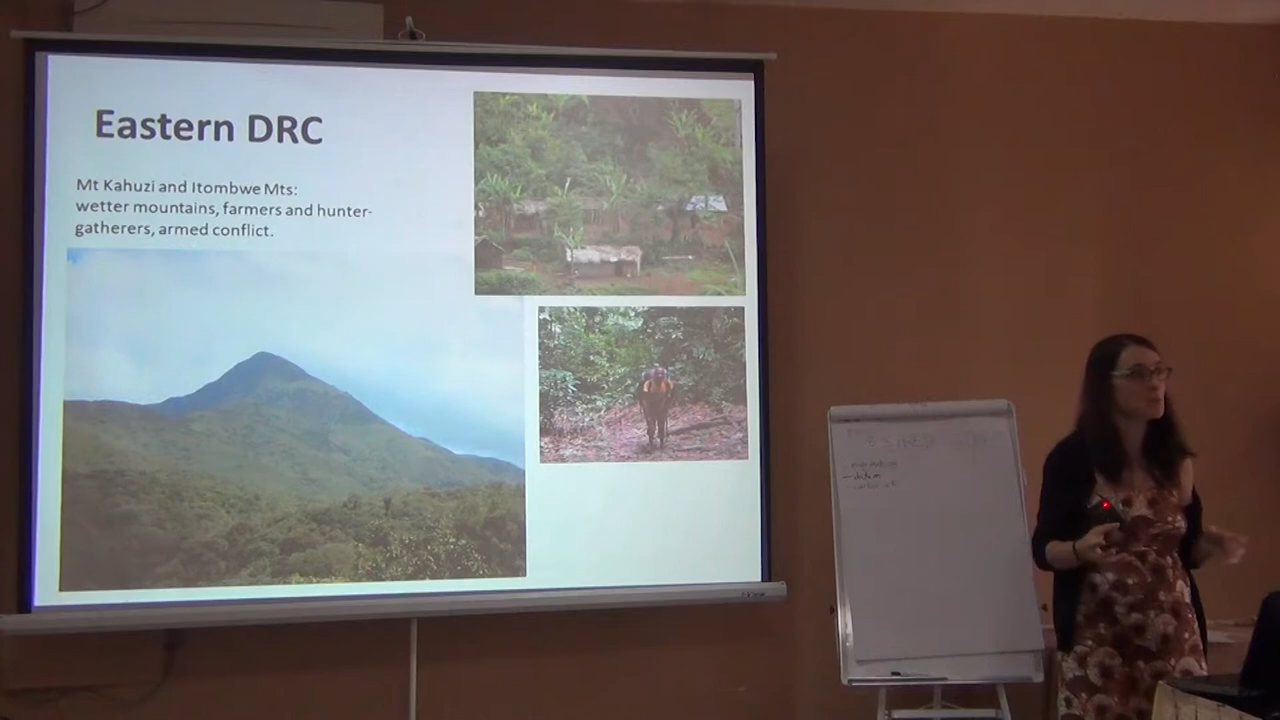 Eastern DRC
Mt Kahuzi and Itombwe Mts:
wetter mountains, farmers and hunter-
gatherers, armed conflict.